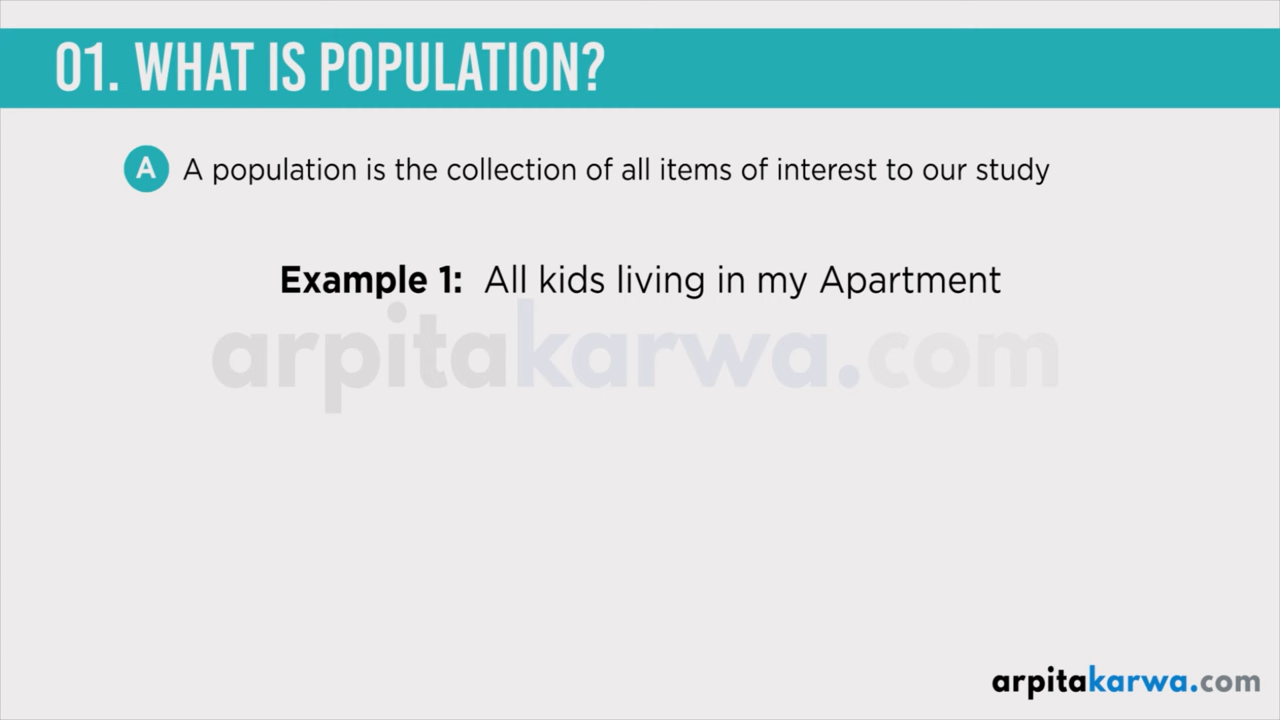 01. WHAT IS POPULATION?
A A population is the collection of all items of interest to our study
Example 1: All kids living in my Apartment
arpitakarwa.com
arpitakarwa.com